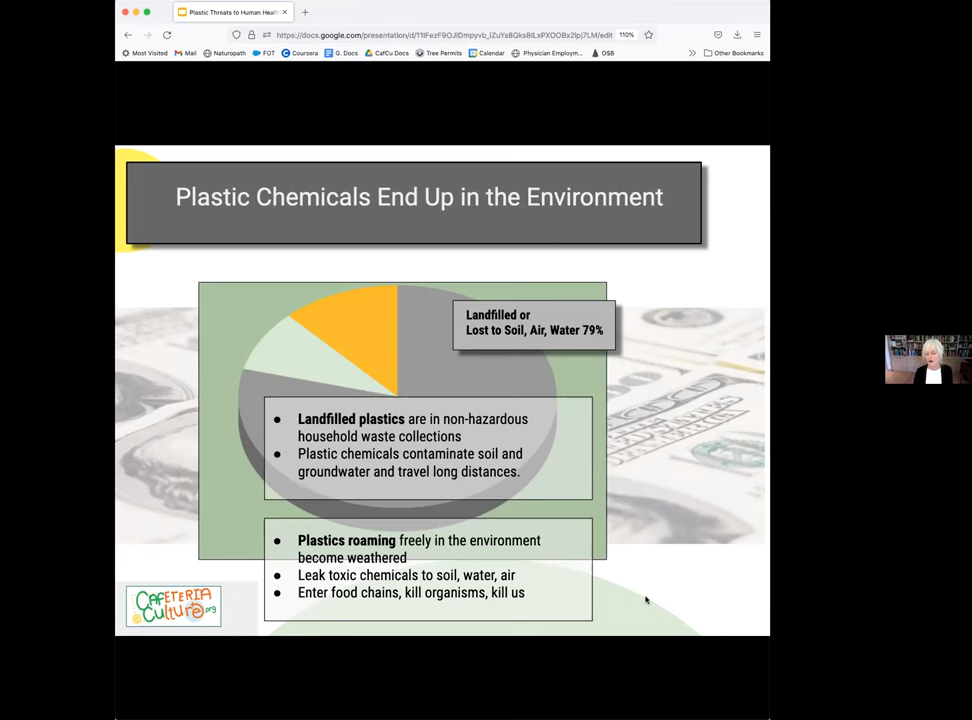 Plastic Threats to Human Healt
https://docs.google.com/presentation/d/
110%
Most Visited
Mail
Naturopath
FOT
Coursera
G. Docs
CafCu Docs
Tree Permits
Calendar
Physician Employm...
OSB
Other Bookmarks
Plastic Chemicals End Up in the Environment
Landfilled or
Lost to Soil, Air, Water 79%
● Landfilled plastics are in non-hazardous
household waste collections
● Plastic chemicals contaminate soil and
groundwater and travel long distances.
● Plastics roaming freely in the environment
become weathered
● Leak toxic chemicals to soil, water, air
● Enter food chains, kill organisms, kill us
CAFETERIA
Culture.org